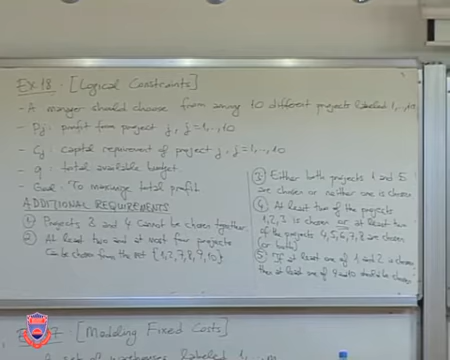 Ex.18. [Logical Constraints]
- A manager should choose from among 10 different projects labeled 1,...,10
- Pj: profit from project j, j=1,...,10
- Cj: capital requirement of project j, j=1,...,10
- q: total available budget
- Goal: To maximize total profit
ADDITIONAL REQUIREMENTS
① Projects 3 and 4 cannot be chosen together
② At least two and at most four projects
can be chosen from the set {1,2,7,8,9,10}
③ Either both projects 1 and 5
are chosen or neither one is chosen
④ At least two of the projects
1,2,3 is chosen or at least two
of the projects 4,5,6,7,8 are chosen
(or both)
⑤ If at least one of 1 and 2 is chosen
then at least one of 9 and 10 should be chosen
[Modeling Fixed Costs]
- A set of warehouses labeled 1,...,m